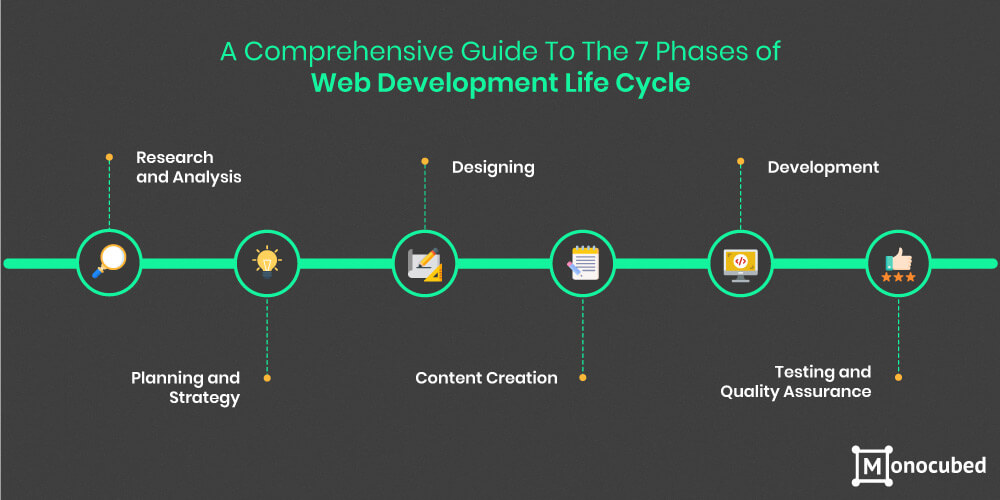 A Comprehensive Guide To The 7 Phases of
Web Development Life Cycle
Research
and Analysis
Designing
Development
Planning and
Strategy
Content Creation
Testing and
Quality Assurance
Monocubed